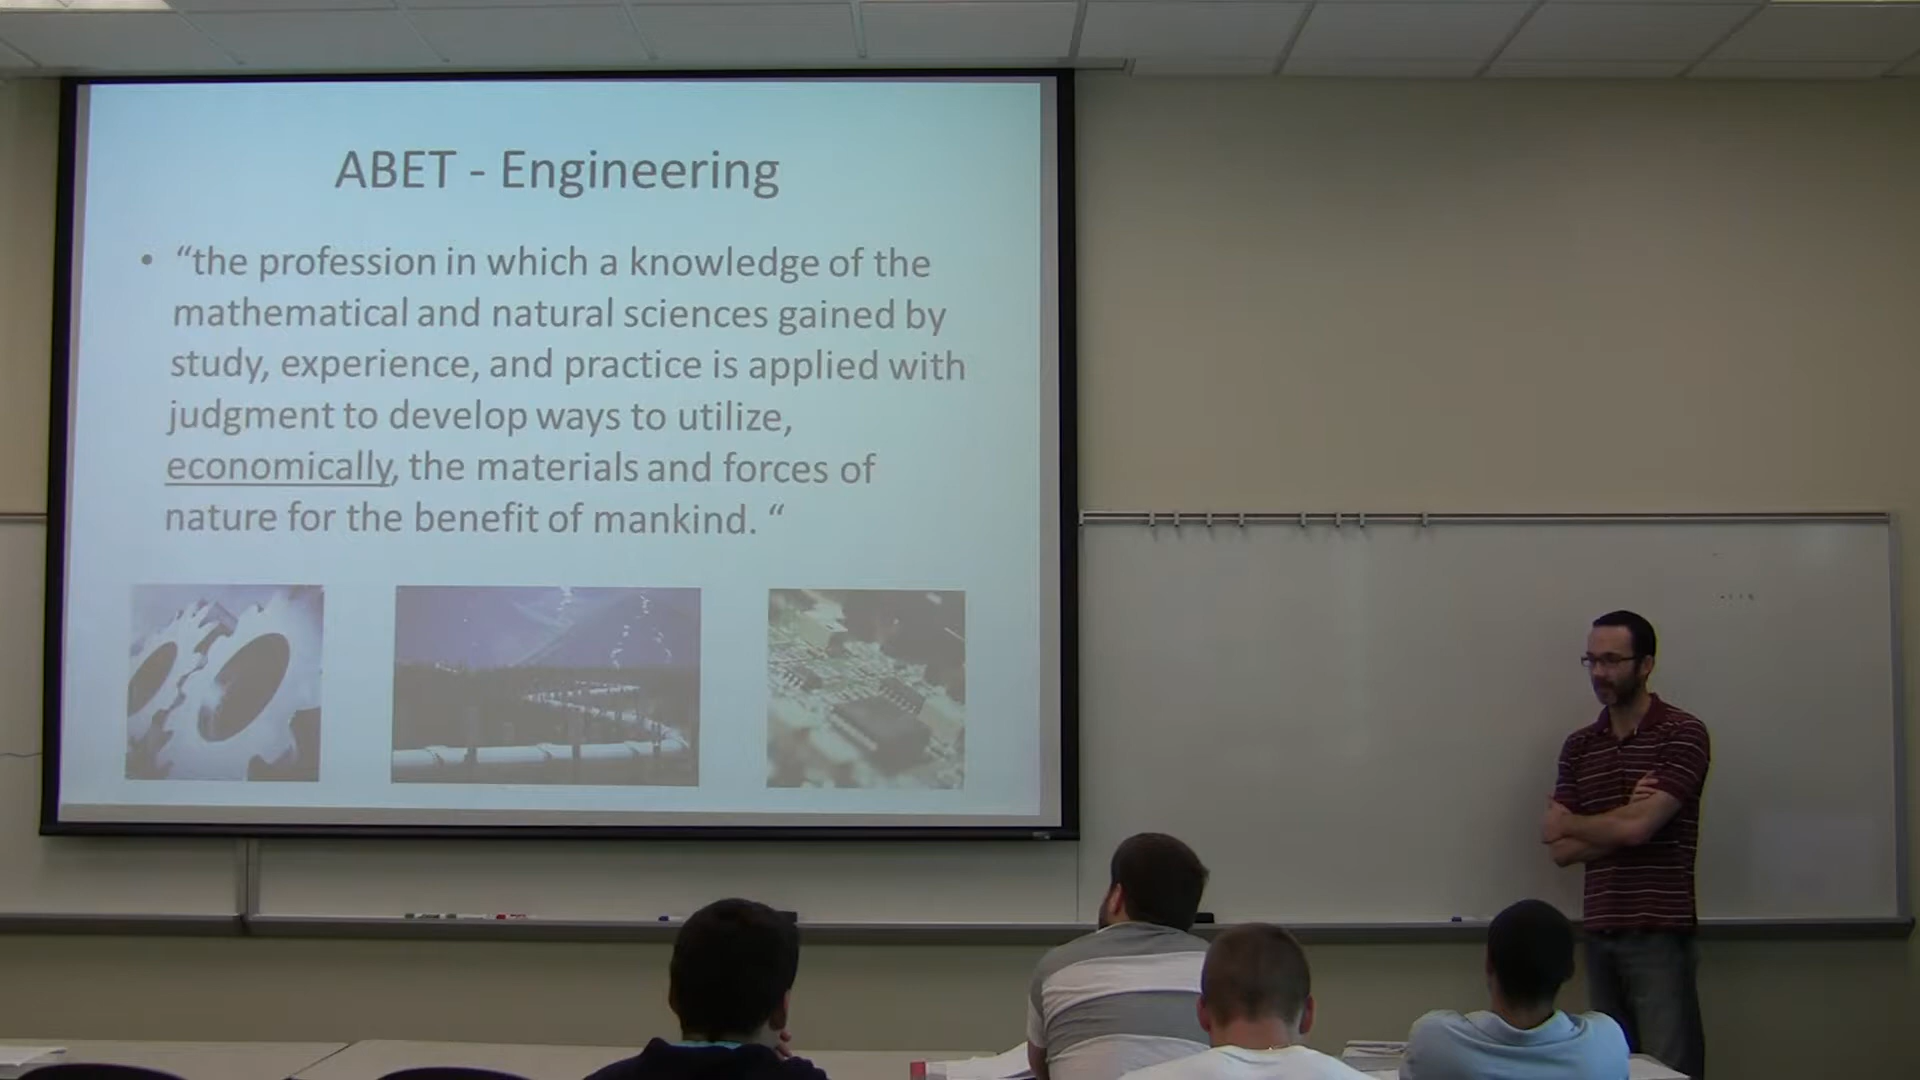 ABET - Engineering
• “the profession in which a knowledge of the
mathematical and natural sciences gained by
study, experience, and practice is applied with
judgment to develop ways to utilize,
economically, the materials and forces of
nature for the benefit of mankind. “